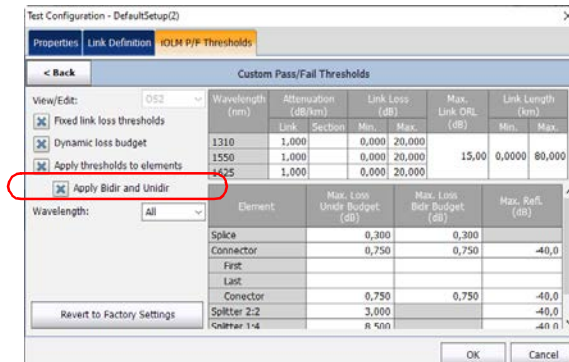 Test Configuration - DefaultSetup(2)
Properties Link Definition iOLM P/F Thresholds
< Back Custom Pass/Fail Thresholds
View/Edit: OS2
Fixed link loss thresholds
Dynamic loss budget
Apply thresholds to elements
Apply Bidir and Unidir
Wavelength: All
Revert to Factory Settings
Wavelength (nm) Attenuation (dB/km) Link Loss (dB) Max. Link ORL (dB) Link Length (km)
Link Section Min. Max. Min. Max.
1310 1,000 0,000 20,000
1550 1,000 0,000 20,000 15,00 0,0000 80,000
1625 1,000 0,000 20,000
Element Max. Loss Unidir Budget (dB) Max. Loss Bidir Budget (dB) Max. Refl. (dB)
Splice 0,300 0,300
Connector 0,750 0,750 -40,0
First
Last
Conector 0,750 0,750 -40,0
Splitter 2:2 3,000 -40,0
Splitter 1:4 8,500 -40,0
OK Cancel